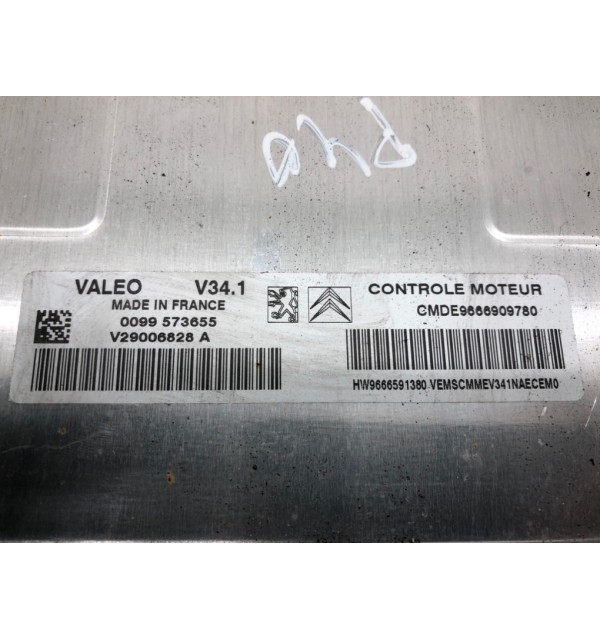 VALEO V34.1
MADE IN FRANCE
0099 573655
V29006828 A
CONTROLE MOTEUR
CMDE9666909780
HW9666591380 VEMSCMMEV341NAECEM0